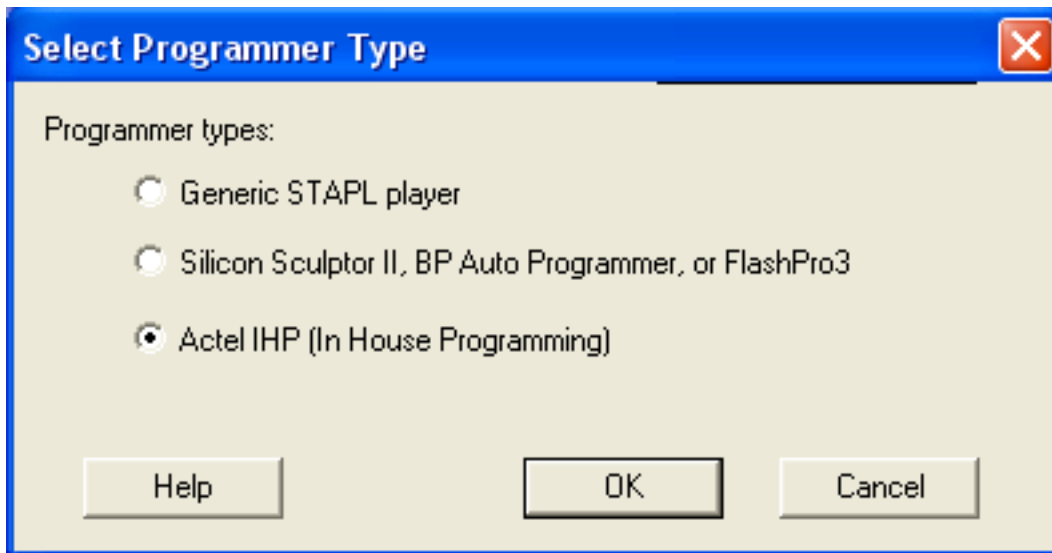 Select Programmer Type
Programmer types:
Generic STAPL player
Silicon Sculptor II, BP Auto Programmer, or FlashPro3
Actel IHP (In House Programming)
Help OK Cancel